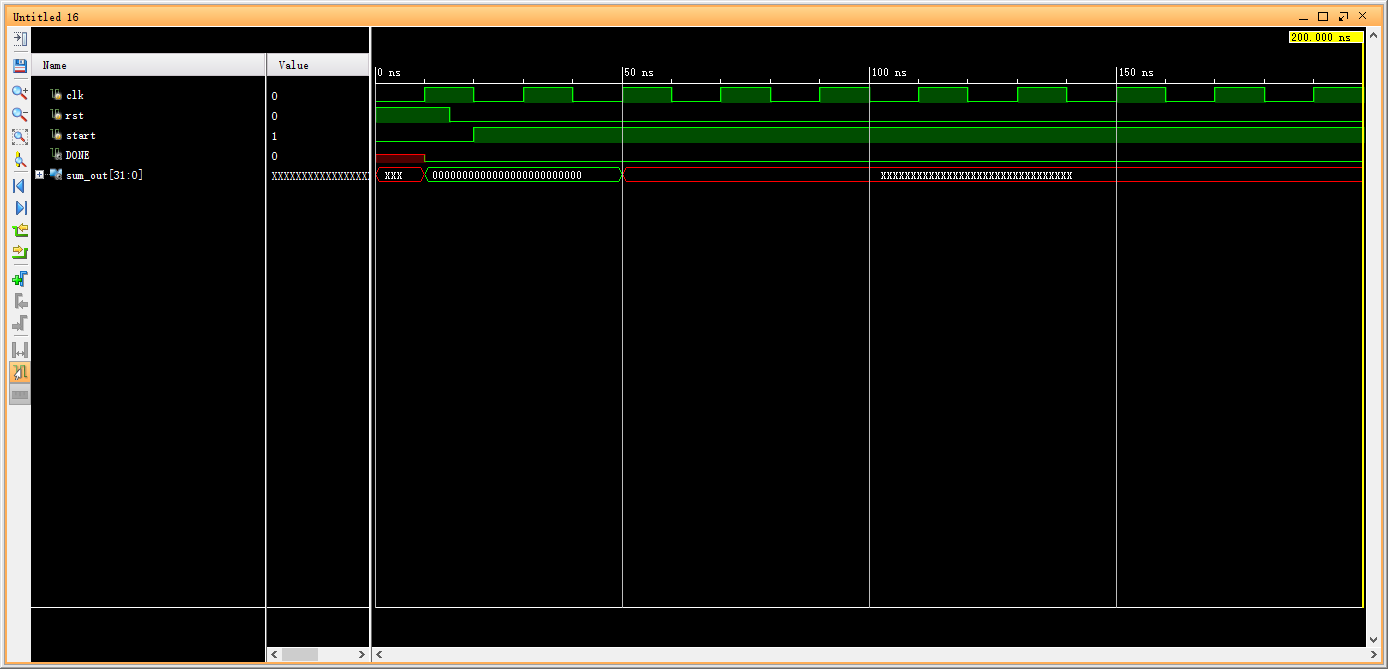 Untitled 16
200.000 ns
Name Value
0 ns 50 ns 100 ns 150 ns
clk 0
rst 0
start 1
DONE 0
sum_out[31:0] XXXXXXXXXXXXXXXX XXX 0000000000000000000000000 XXXXXXXXXXXXXXXXXXXXXXXXXXXXXXXX